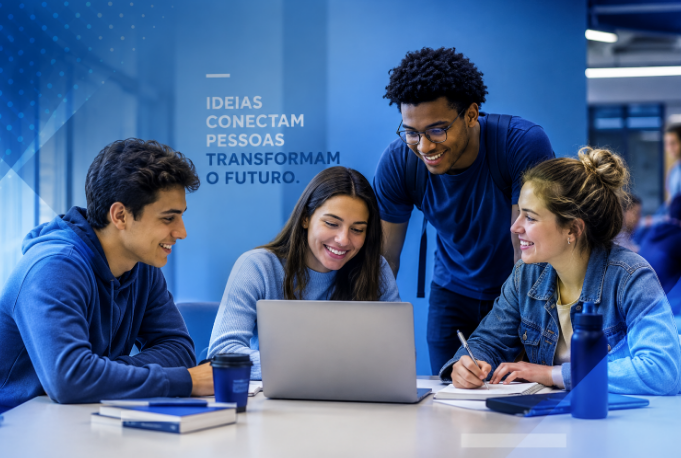 IDEIAS
CONECTAM
PESSOAS
TRANSFORMAM
O FUTURO.